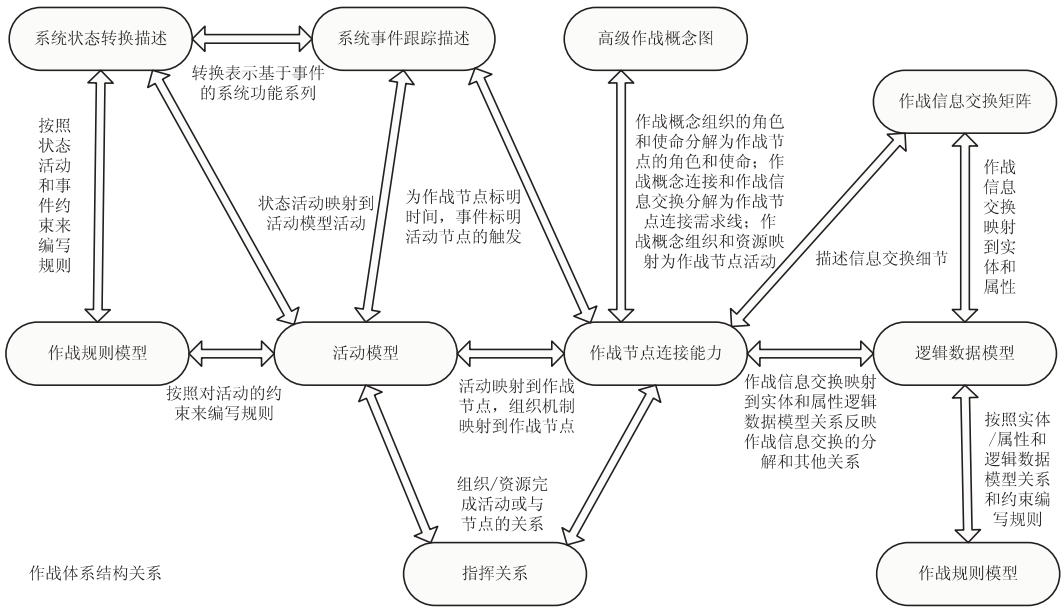 系统状态转换描述
系统事件跟踪描述
高级作战概念图
转换表示基于事件
的系统功能系列
作战信息交换矩阵
按照
状态
活动
和事
件约
束来
编写
规则
状态活动映射到
活动模型活动
为作战节点标明
时间，事件标明
活动节点的触发
作战概念组织的角色
和使命分解为作战节
点的角色和使命；作
战概念连接和作战信
息交换分解为作战节
点连接需求线；作
战概念组织和资源映
射为作战节点活动
描述信息交换细节
作战
信息
交换
映射
到实
体和
属性
作战规则模型
活动模型
作战节点连接能力
逻辑数据模型
按照对活动的约
束来编写规则
活动映射到作战
节点，组织机制
映射到作战节点
作战信息交换映射
到实体和属性逻辑
数据模型关系反映
作战信息交换的分
解和其他关系
按照实体
/属性和
逻辑数据
模型关系
和约束编
写规则
组织/资源完
成活动或与
节点的关系
作战体系结构关系
指挥关系
作战规则模型